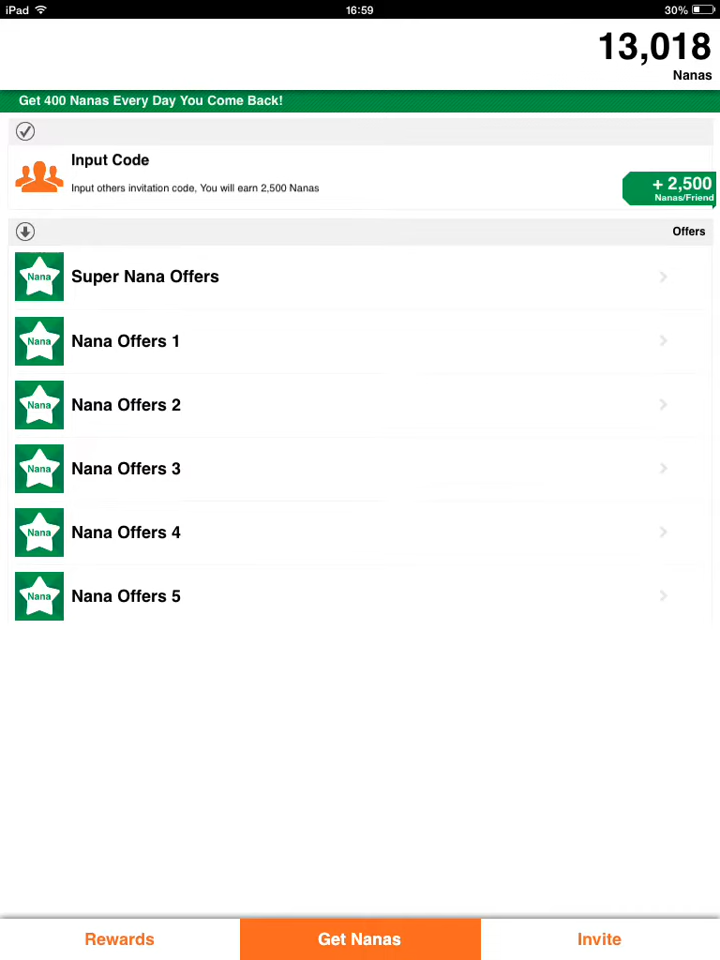 iPad 16:59 30%
13,018
Nanas
Get 400 Nanas Every Day You Come Back!
Input Code
Input others invitation code, You will earn 2,500 Nanas
+ 2,500
Nanas/Friend
Offers
Nana Super Nana Offers
Nana Nana Offers 1
Nana Nana Offers 2
Nana Nana Offers 3
Nana Nana Offers 4
Nana Nana Offers 5
Rewards Get Nanas Invite